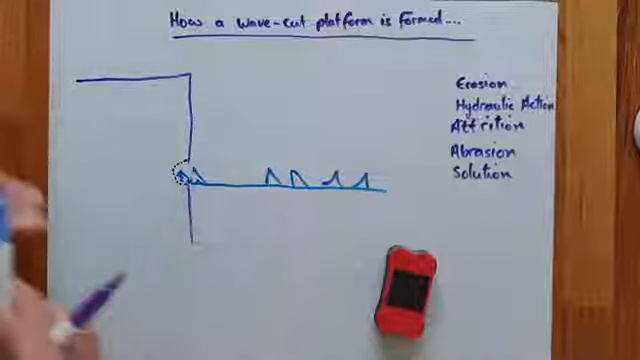 How a wave-cut platform is formed...
Erosion
Hydraulic Action
Attrition
Abrasion
Solution